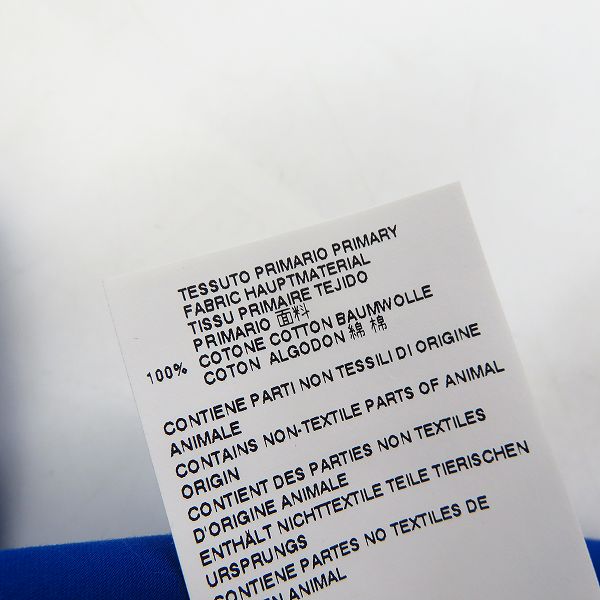 TESSUTO PRIMARIO PRIMARY
FABRIC HAUPTMATERIAL
TISSU PRIMAIRE TEJIDO
PRIMARIO 面料
100% COTONE COTTON BAUMWOLLE
COTON ALGODON 綿 棉
CONTIENE PARTI NON TESSILI DI ORIGINE
ANIMALE
CONTAINS NON-TEXTILE PARTS OF ANIMAL
ORIGIN
CONTIENT DES PARTIES NON TEXTILES
D'ORIGINE ANIMALE
ENTHÄLT NICHTTEXTILE TEILE TIERISCHEN
URSPRUNGS
CONTIENE PARTES NO TEXTILES DE
ANIMAL